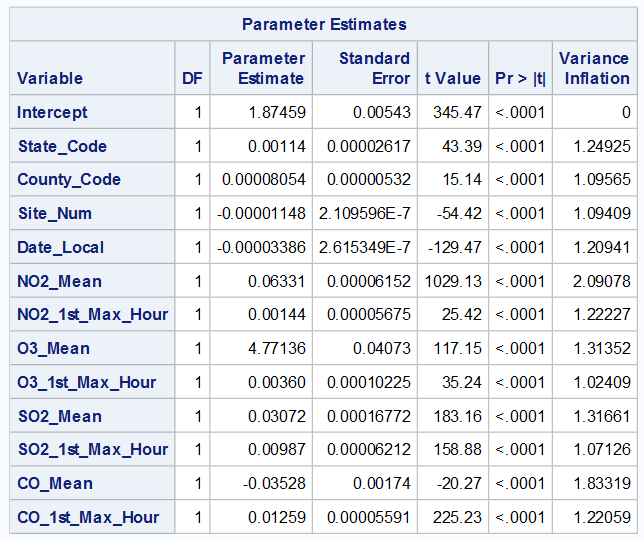 Parameter Estimates
Variable DF Parameter Estimate Standard Error t Value Pr > |t| Variance Inflation
Intercept 1 1.87459 0.00543 345.47 <.0001 0
State_Code 1 0.00114 0.00002617 43.39 <.0001 1.24925
County_Code 1 0.00008054 0.00000532 15.14 <.0001 1.09565
Site_Num 1 -0.00001148 2.109596E-7 -54.42 <.0001 1.09409
Date_Local 1 -0.00003386 2.615349E-7 -129.47 <.0001 1.20941
NO2_Mean 1 0.06331 0.00006152 1029.13 <.0001 2.09078
NO2_1st_Max_Hour 1 0.00144 0.00005675 25.42 <.0001 1.22227
O3_Mean 1 4.77136 0.04073 117.15 <.0001 1.31352
O3_1st_Max_Hour 1 0.00360 0.00010225 35.24 <.0001 1.02409
SO2_Mean 1 0.03072 0.00016772 183.16 <.0001 1.31661
SO2_1st_Max_Hour 1 0.00987 0.00006212 158.88 <.0001 1.07126
CO_Mean 1 -0.03528 0.00174 -20.27 <.0001 1.83319
CO_1st_Max_Hour 1 0.01259 0.00005591 225.23 <.0001 1.22059